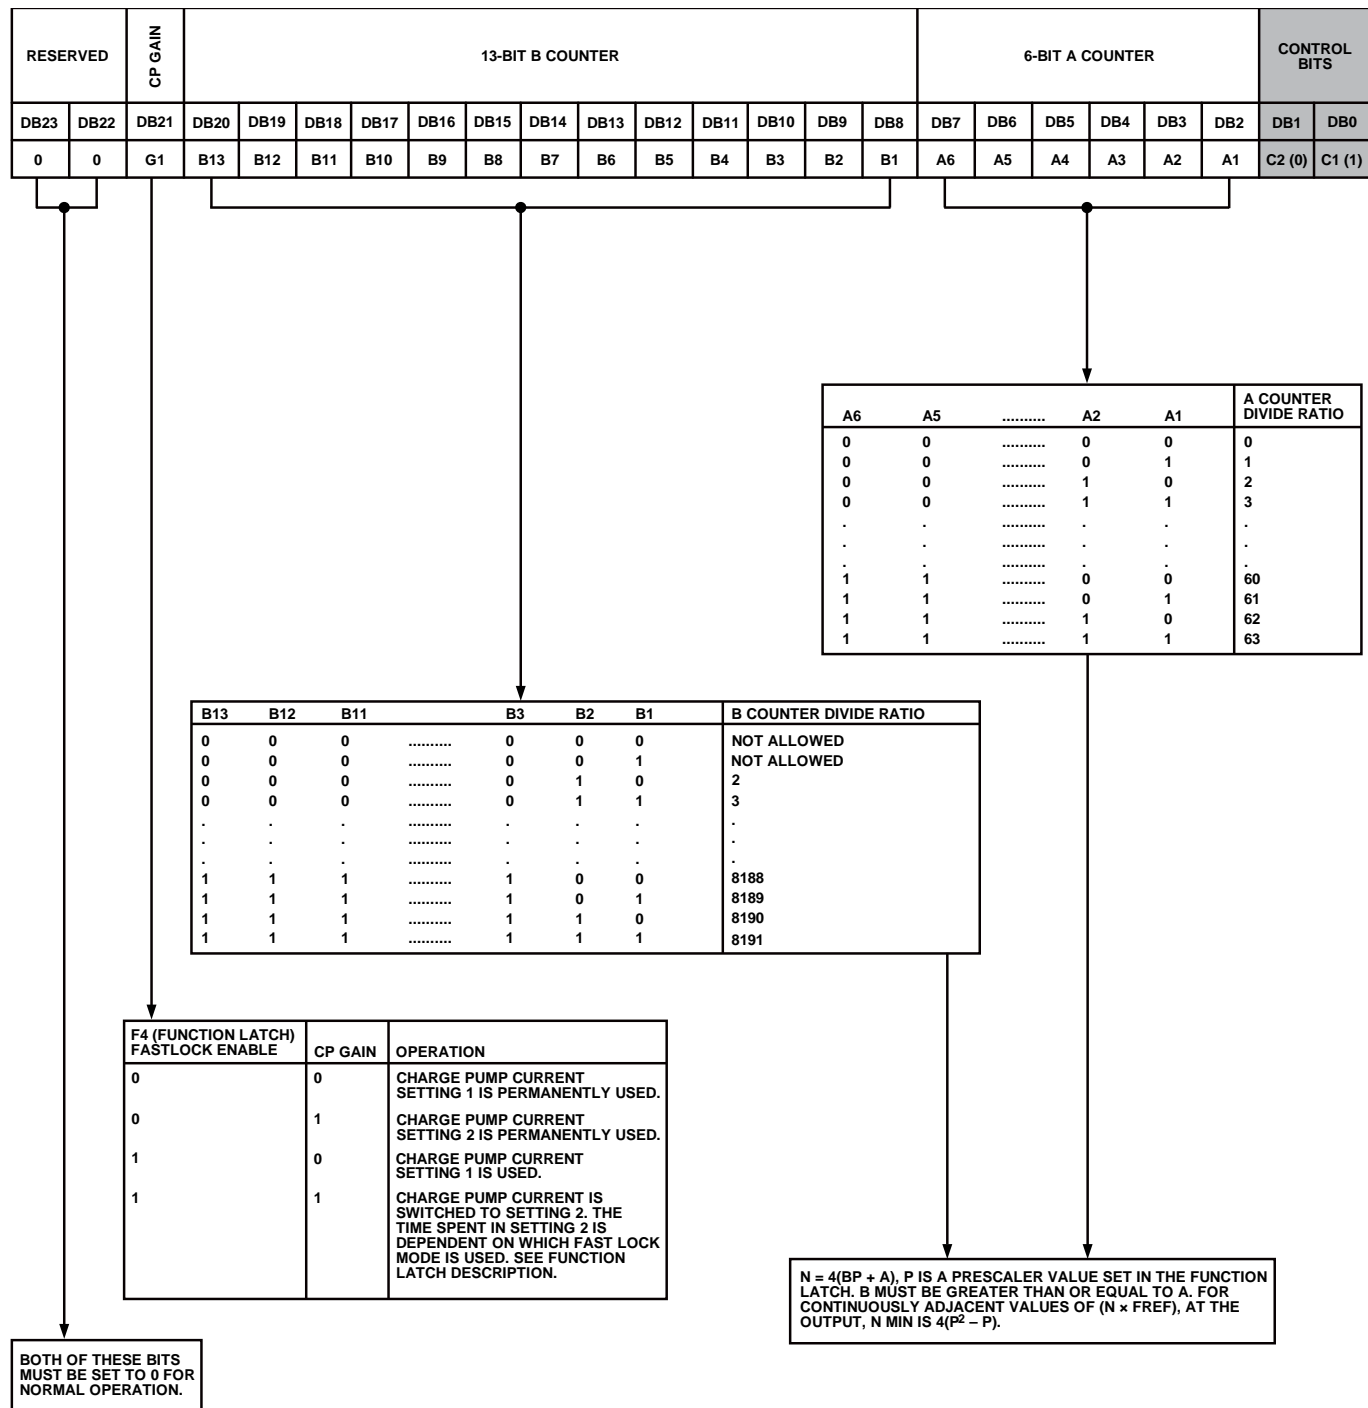 RESERVED CP GAIN 13-BIT B COUNTER 6-BIT A COUNTER CONTROL BITS
DB23 DB22 DB21 DB20 DB19 DB18 DB17 DB16 DB15 DB14 DB13 DB12 DB11 DB10 DB9 DB8 DB7 DB6 DB5 DB4 DB3 DB2 DB1 DB0
0 0 G1 B13 B12 B11 B10 B9 B8 B7 B6 B5 B4 B3 B2 B1 A6 A5 A4 A3 A2 A1 C2 (0) C1 (1)
A6 A5 .......... A2 A1 A COUNTER DIVIDE RATIO
0 0 .......... 0 0 0
0 0 .......... 0 1 1
0 0 .......... 1 0 2
0 0 .......... 1 1 3
. . .......... . . .
. . .......... . . .
. . .......... . . .
1 1 .......... 0 0 60
1 1 .......... 0 1 61
1 1 .......... 1 0 62
1 1 .......... 1 1 63
B13 B12 B11 B3 B2 B1 B COUNTER DIVIDE RATIO
0 0 0 .......... 0 0 0 NOT ALLOWED
0 0 0 .......... 0 0 1 NOT ALLOWED
0 0 0 .......... 0 1 0 2
0 0 0 .......... 0 1 1 3
. . . .......... . . . .
. . . .......... . . . .
. . . .......... . . . .
1 1 1 .......... 1 0 0 8188
1 1 1 .......... 1 0 1 8189
1 1 1 .......... 1 1 0 8190
1 1 1 .......... 1 1 1 8191
F4 (FUNCTION LATCH)
FASTLOCK ENABLE CP GAIN OPERATION
0 0 CHARGE PUMP CURRENT
SETTING 1 IS PERMANENTLY USED.
0 1 CHARGE PUMP CURRENT
SETTING 2 IS PERMANENTLY USED.
1 0 CHARGE PUMP CURRENT
SETTING 1 IS USED.
1 1 CHARGE PUMP CURRENT IS
SWITCHED TO SETTING 2. THE
TIME SPENT IN SETTING 2 IS
DEPENDENT ON WHICH FAST LOCK
MODE IS USED. SEE FUNCTION
LATCH DESCRIPTION.
N = 4(BP + A), P IS A PRESCALER VALUE SET IN THE FUNCTION
LATCH. B MUST BE GREATER THAN OR EQUAL TO A. FOR
CONTINUOUSLY ADJACENT VALUES OF (N × FREF), AT THE
OUTPUT, N MIN IS 4(P² – P).
BOTH OF THESE BITS
MUST BE SET TO 0 FOR
NORMAL OPERATION.